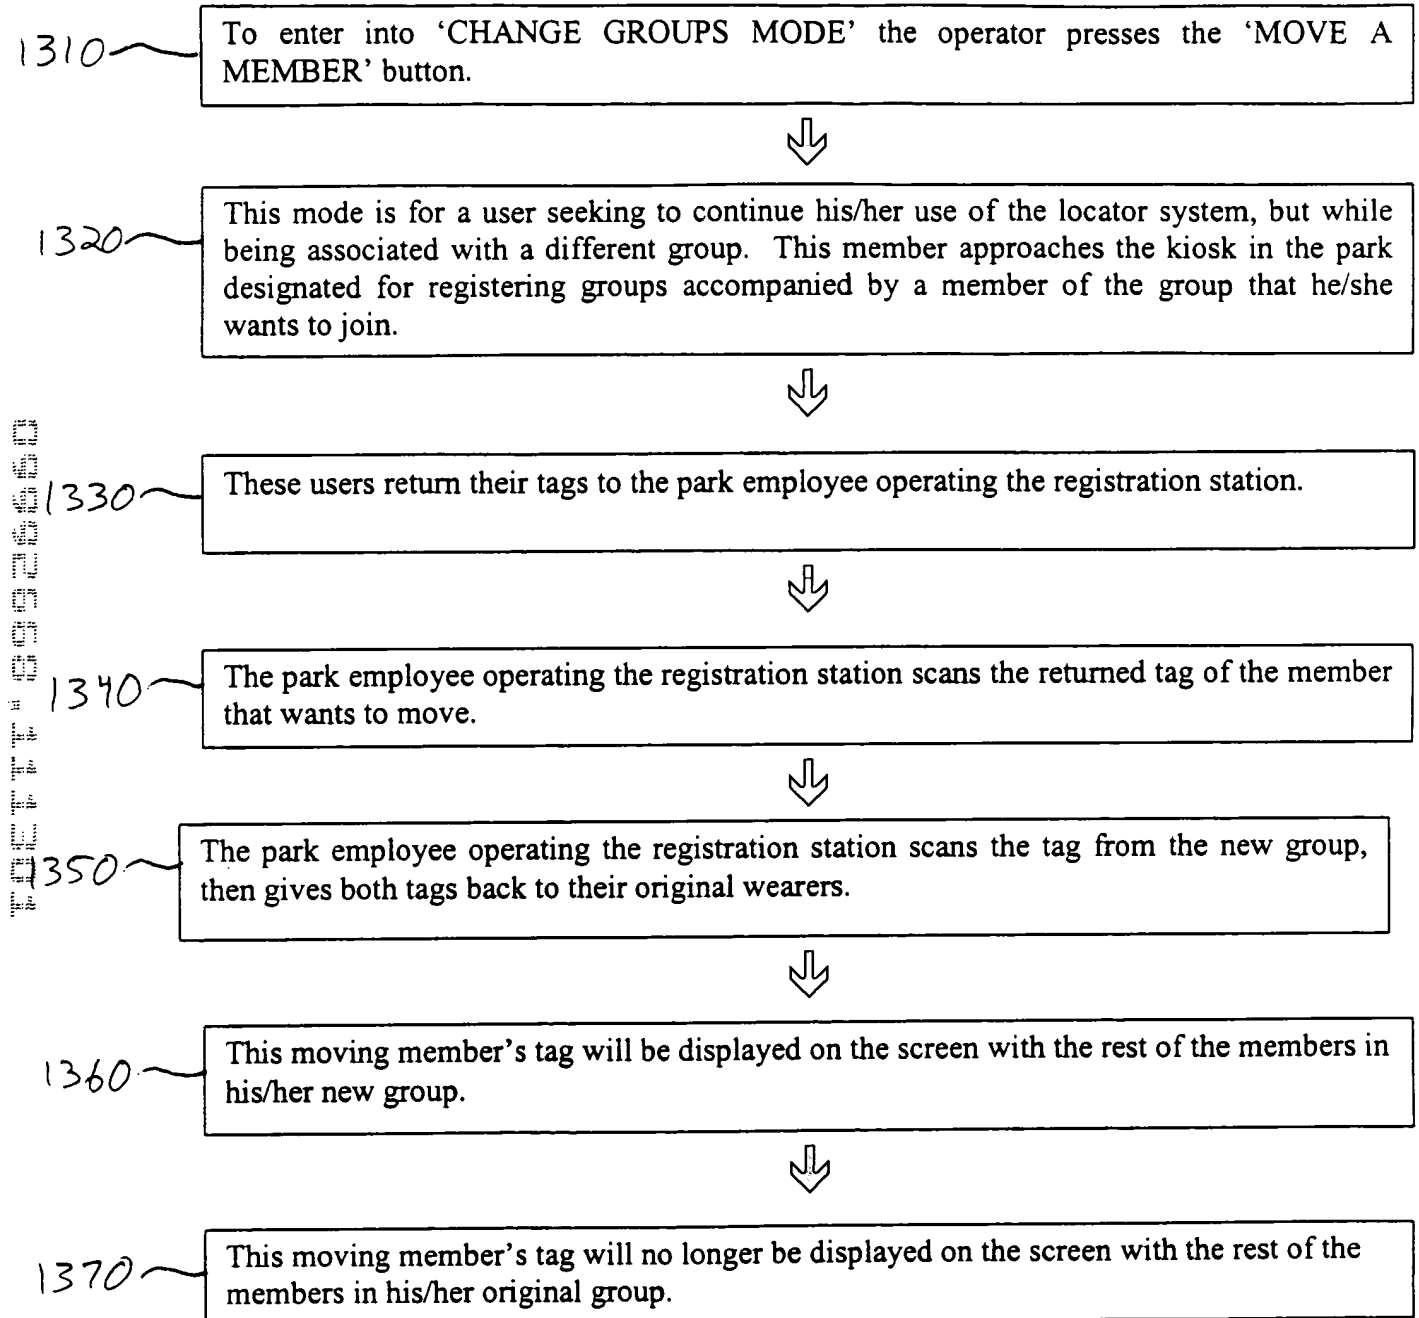 1310
To enter into ‘CHANGE GROUPS MODE’ the operator presses the ‘MOVE A
MEMBER’ button.
1320
This mode is for a user seeking to continue his/her use of the locator system, but while
being associated with a different group. This member approaches the kiosk in the park
designated for registering groups accompanied by a member of the group that he/she
wants to join.
1330
These users return their tags to the park employee operating the registration station.
1340
The park employee operating the registration station scans the returned tag of the member
that wants to move.
1350
The park employee operating the registration station scans the tag from the new group,
then gives both tags back to their original wearers.
1360
This moving member’s tag will be displayed on the screen with the rest of the members in
his/her new group.
1370
This moving member’s tag will no longer be displayed on the screen with the rest of the
members in his/her original group.